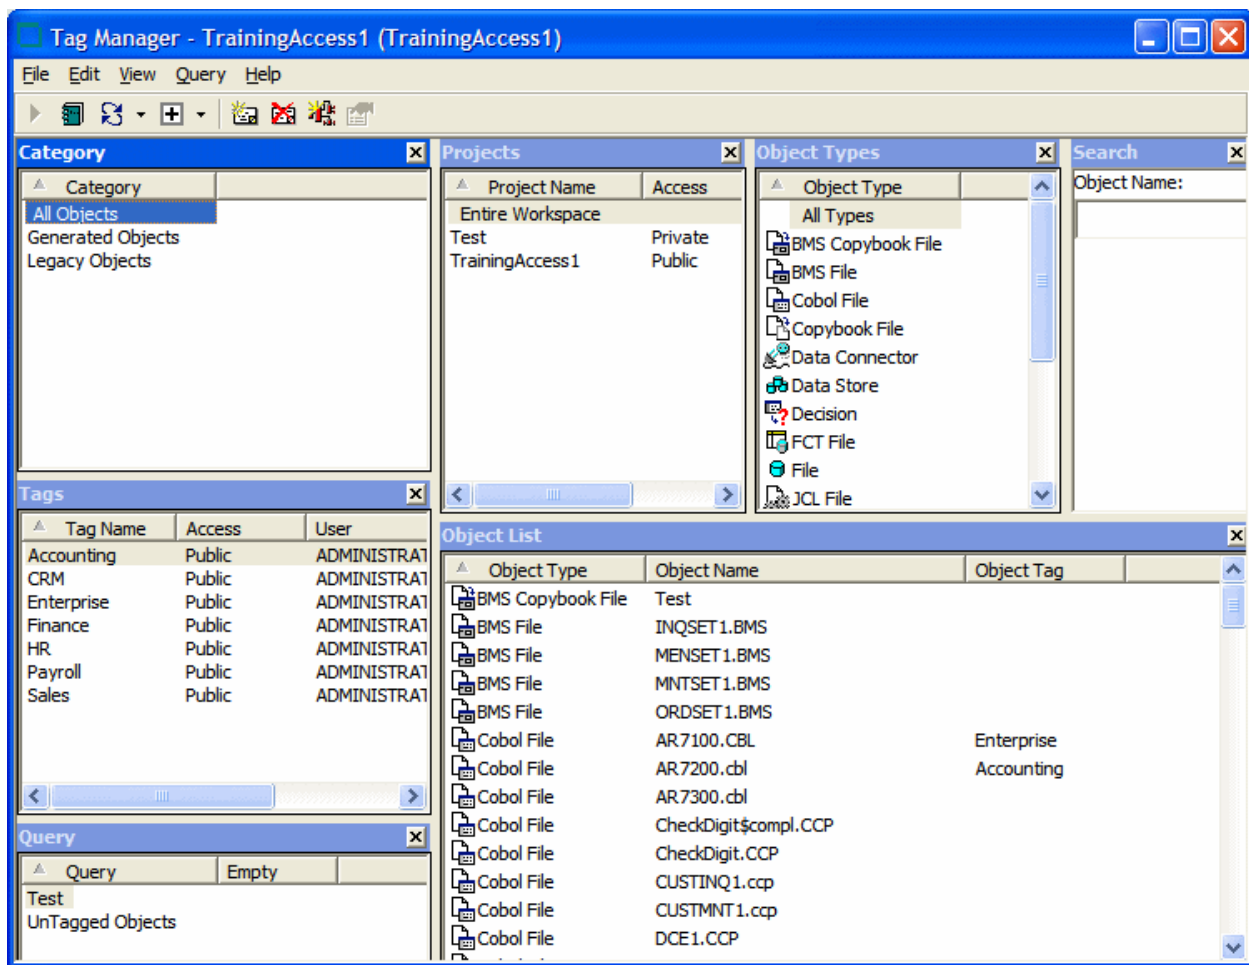 Tag Manager - TrainingAccess1 (TrainingAccess1)
File Edit View Query Help
Category
Category
All Objects
Generated Objects
Legacy Objects
Projects
Project Name Access
Entire Workspace
Test Private
TrainingAccess1 Public
Object Types
Object Type
All Types
BMS Copybook File
BMS File
Cobol File
Copybook File
Data Connector
Data Store
Decision
FCT File
File
JCL File
Search
Object Name:
Tags
Tag Name Access User
Accounting Public ADMINISTRAT
CRM Public ADMINISTRAT
Enterprise Public ADMINISTRAT
Finance Public ADMINISTRAT
HR Public ADMINISTRAT
Payroll Public ADMINISTRAT
Sales Public ADMINISTRAT
Query
Query Empty
Test
UnTagged Objects
Object List
Object Type Object Name Object Tag
BMS Copybook File Test
BMS File INQSET1.BMS
BMS File MENSET1.BMS
BMS File MNTSET1.BMS
BMS File ORDSET1.BMS
Cobol File AR7100.CBL Enterprise
Cobol File AR7200.cbl Accounting
Cobol File AR7300.cbl
Cobol File CheckDigit$compl.CCP
Cobol File CheckDigit.CCP
Cobol File CUSTINQ1.ccp
Cobol File CUSTMNT1.ccp
Cobol File DCE1.CCP